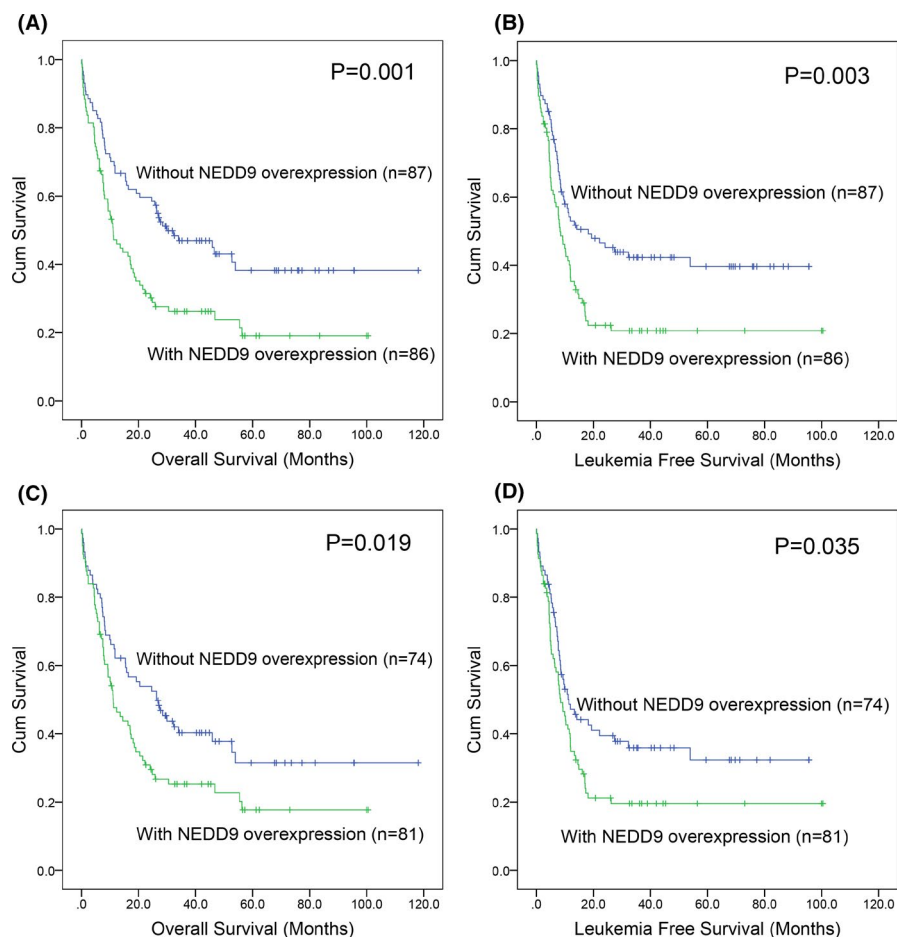 (A)
P=0.001
Without NEDD9 overexpression (n=87)
With NEDD9 overexpression (n=86)
Cum Survival
1.0
0.8
0.6
0.4
0.2
0.0
.0 20.0 40.0 60.0 80.0 100.0 120.0
Overall Survival (Months)
(B)
P=0.003
Without NEDD9 overexpression (n=87)
With NEDD9 overexpression (n=86)
Cum Survival
1.0
0.8
0.6
0.4
0.2
0.0
.0 20.0 40.0 60.0 80.0 100.0 120.0
Leukemia Free Survival (Months)
(C)
P=0.019
Without NEDD9 overexpression (n=74)
With NEDD9 overexpression (n=81)
Cum Survival
1.0
0.8
0.6
0.4
0.2
0.0
.0 20.0 40.0 60.0 80.0 100.0 120.0
Overall Survival (Months)
(D)
P=0.035
Without NEDD9 overexpression (n=74)
With NEDD9 overexpression (n=81)
Cum Survival
1.0
0.8
0.6
0.4
0.2
0.0
.0 20.0 40.0 60.0 80.0 100.0 120.0
Leukemia Free Survival (Months)